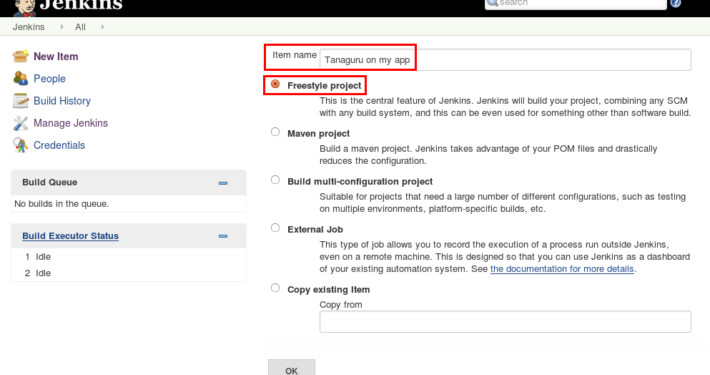 Jenkins
search
Jenkins All
New Item
People
Build History
Manage Jenkins
Credentials
Build Queue
No builds in the queue.
Build Executor Status
1 Idle
2 Idle
Item name Tanaguru on my app
Freestyle project
This is the central feature of Jenkins. Jenkins will build your project, combining any SCM
with any build system, and this can be even used for something other than software build.
Maven project
Build a maven project. Jenkins takes advantage of your POM files and drastically
reduces the configuration.
Build multi-configuration project
Suitable for projects that need a large number of different configurations, such as testing
on multiple environments, platform-specific builds, etc.
External Job
This type of job allows you to record the execution of a process run outside Jenkins,
even on a remote machine. This is designed so that you can use Jenkins as a dashboard
of your existing automation system. See the documentation for more details.
Copy existing Item
Copy from
OK